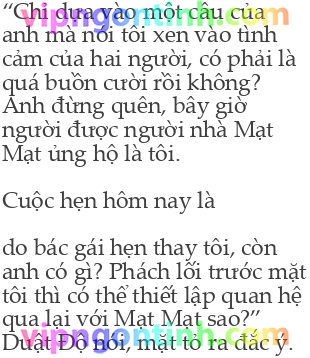 “Chỉ dựa vào một câu của
anh mà nói tôi xen vào tình
cảm của hai người, có phải là
quá buồn cười rồi không?
Anh đừng quên, bây giờ
người được người nhà Mạt
Mạt ủng hộ là tôi.
Cuộc hẹn hôm nay là
do bác gái hẹn thay tôi, còn
anh có gì? Phách lối trước mặt
tôi thì có thể thiết lập quan hệ
qua lại với Mạt Mạt sao?”
Duật Độ nói, mặt tỏ ra đắc ý.
vipngontinh.com
vipngontinh.com
vipngontinh.com